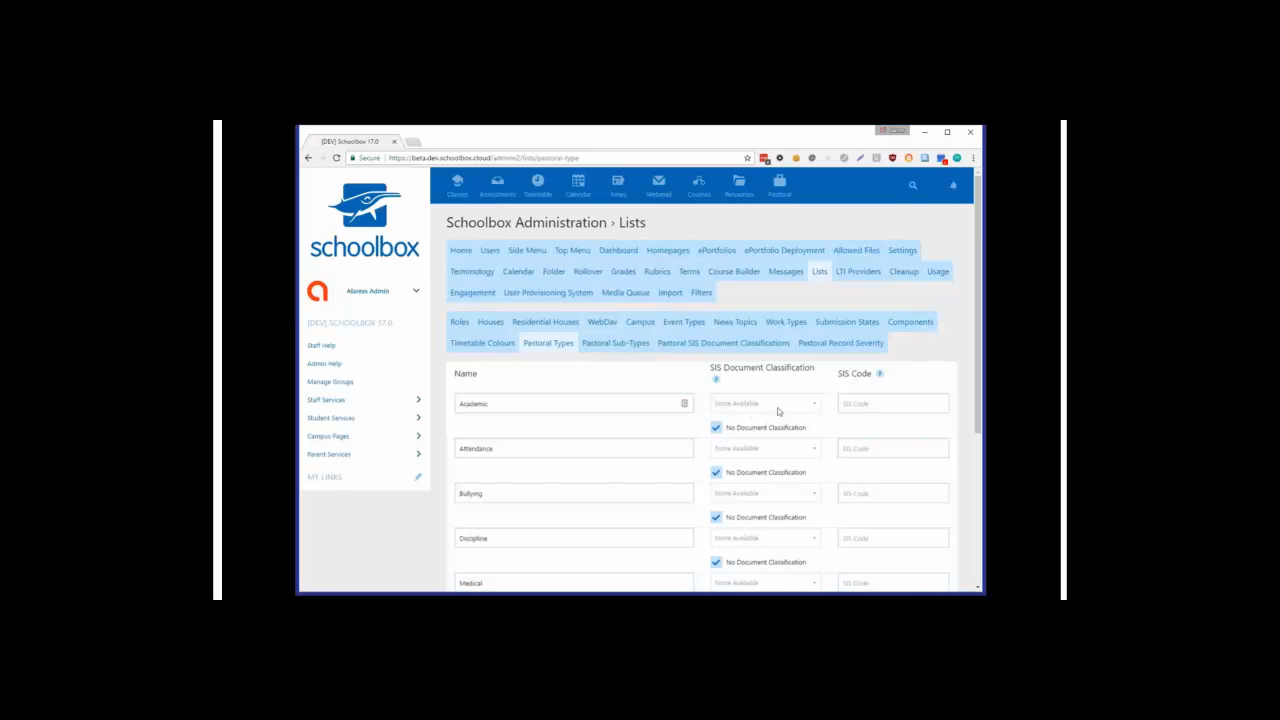 [DEV] Schoolbox 17.0
Secure https://beta.dev.schoolbox.cloud/adminv2/lists/pastoral-type
Classes Assessments Timetable Calendar News Webmail Courses Resources Pastoral
schoolbox
Alaress Admin
[DEV] SCHOOLBOX 17.0
Staff Help
Admin Help
Manage Groups
Staff Services
Student Services
Campus Pages
Parent Services
MY LINKS
Schoolbox Administration › Lists
Home Users Side Menu Top Menu Dashboard Homepages ePortfolios ePortfolio Deployment Allowed Files Settings
Terminology Calendar Folder Rollover Grades Rubrics Terms Course Builder Messages Lists LTI Providers Cleanup Usage
Engagement User Provisioning System Media Queue Import Filters
Roles Houses Residential Houses WebDav Campus Event Types News Topics Work Types Submission States Components
Timetable Colours Pastoral Types Pastoral Sub-Types Pastoral SIS Document Classifications Pastoral Record Severity
Name SIS Document Classification ? SIS Code ?
Academic None Available SIS Code
No Document Classification
Attendance None Available SIS Code
No Document Classification
Bullying None Available SIS Code
No Document Classification
Discipline None Available SIS Code
No Document Classification
Medical None Available SIS Code